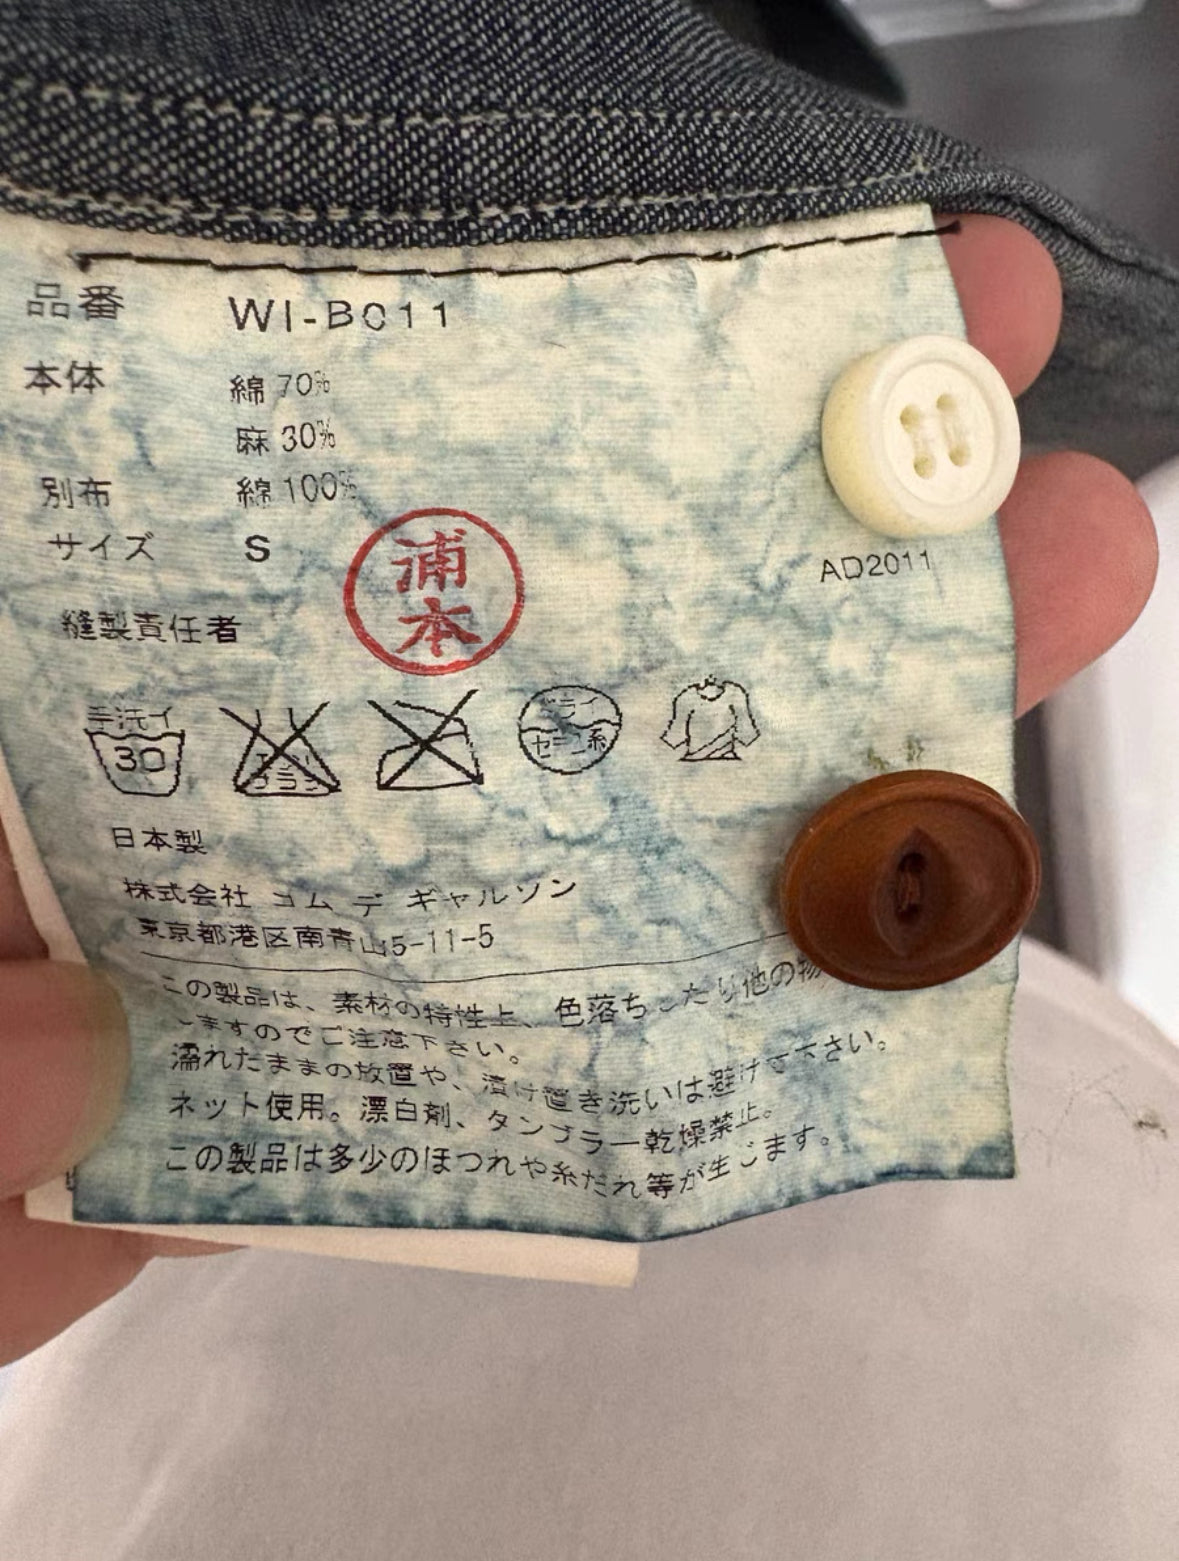 品番 WI-B011
本体 綿 70%
麻 30%
別布 綿 100%
サイズ S
浦本
AD2011
縫製責任者
手洗イ
30
エンソ
サラシ
ドライ
セキユ系
日本製
株式会社 コム デ ギャルソン
東京都港区南青山5-11-5
この製品は、素材の特性上、色落ちしたり他の物
しますのでご注意下さい。
濡れたままの放置や、漬け置き洗いは避けて下さい。
ネット使用。漂白剤、タンブラー乾燥禁止。
この製品は多少のほつれや糸だれ等が生じます。